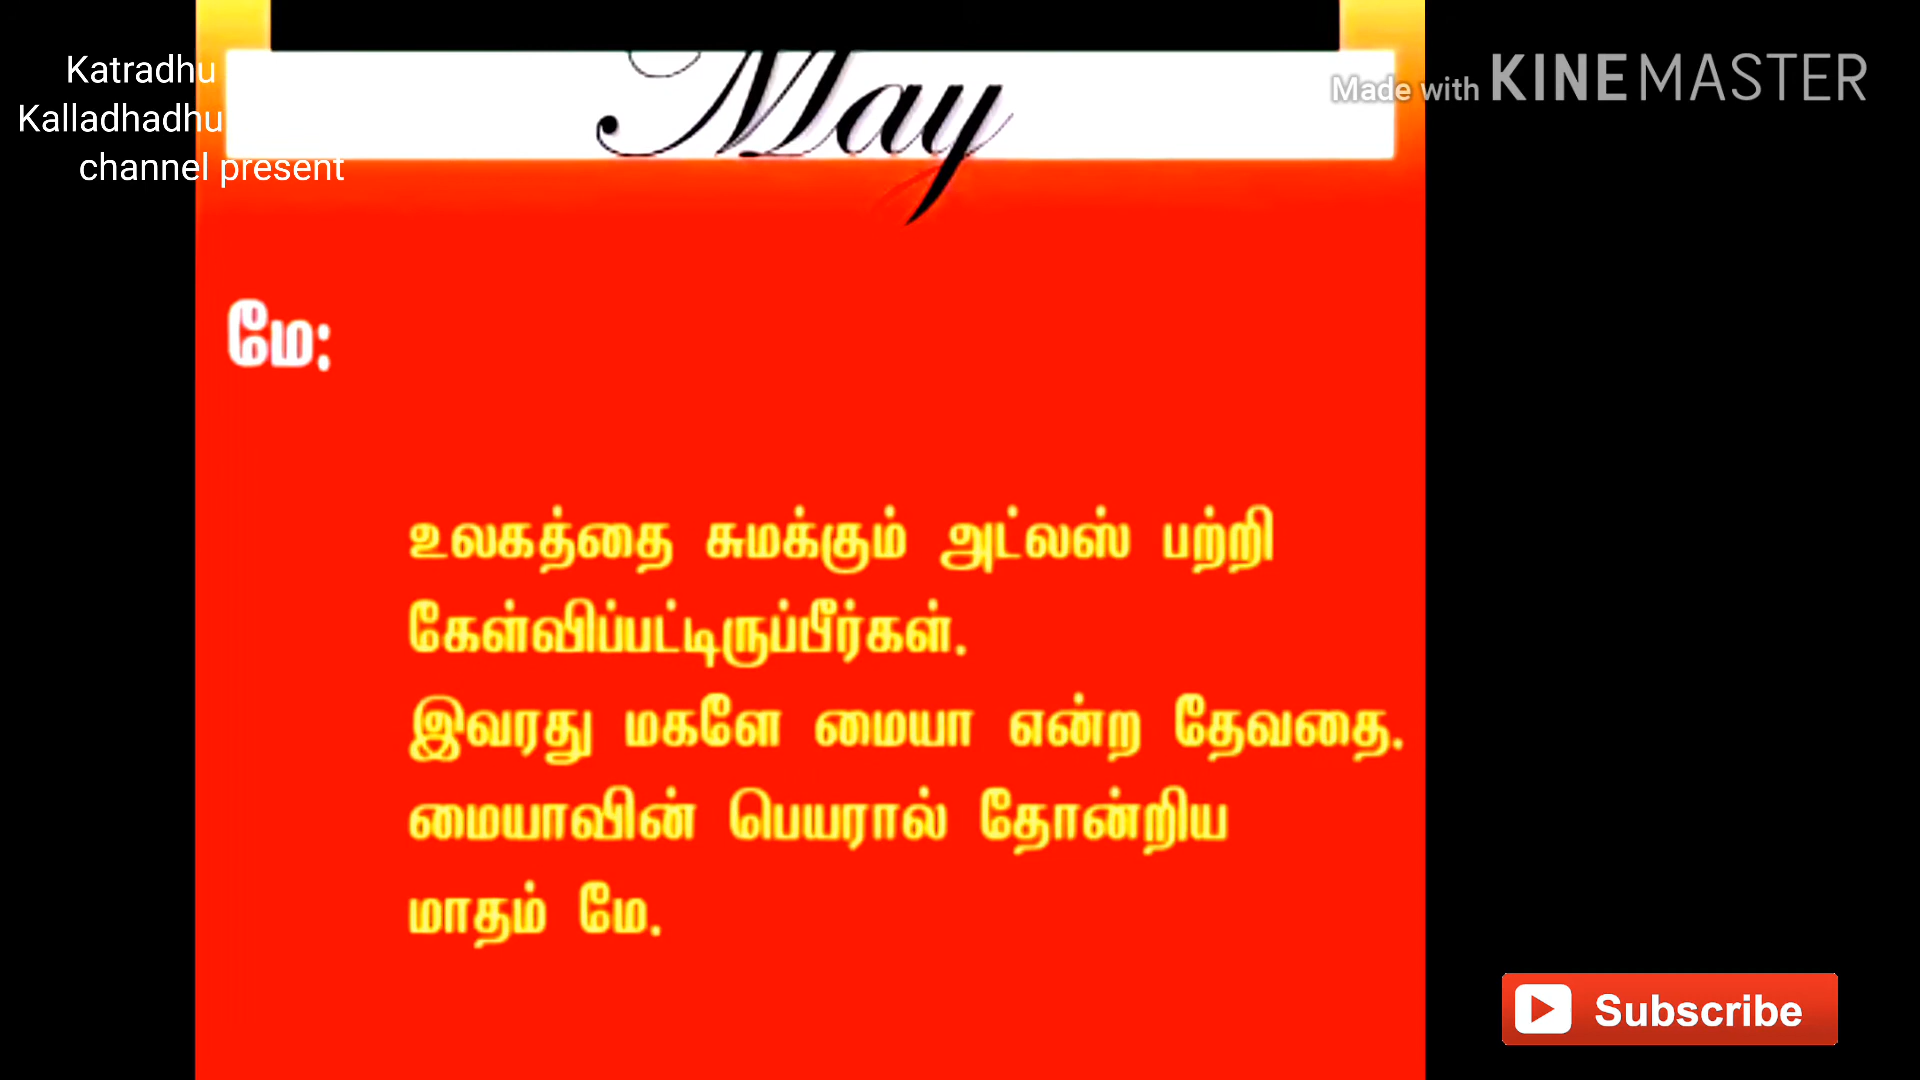 Katradhu
Kalladhadhu
channel present
May
Made with KINEMASTER
மே:
உலகத்தை சுமக்கும் அட்லஸ் பற்றி
கேள்விப்பட்டிருப்பீர்கள்.
இவரது மகளே மையா என்ற தேவதை.
மையாவின் பெயரால் தோன்றிய
மாதம் மே.
Subscribe